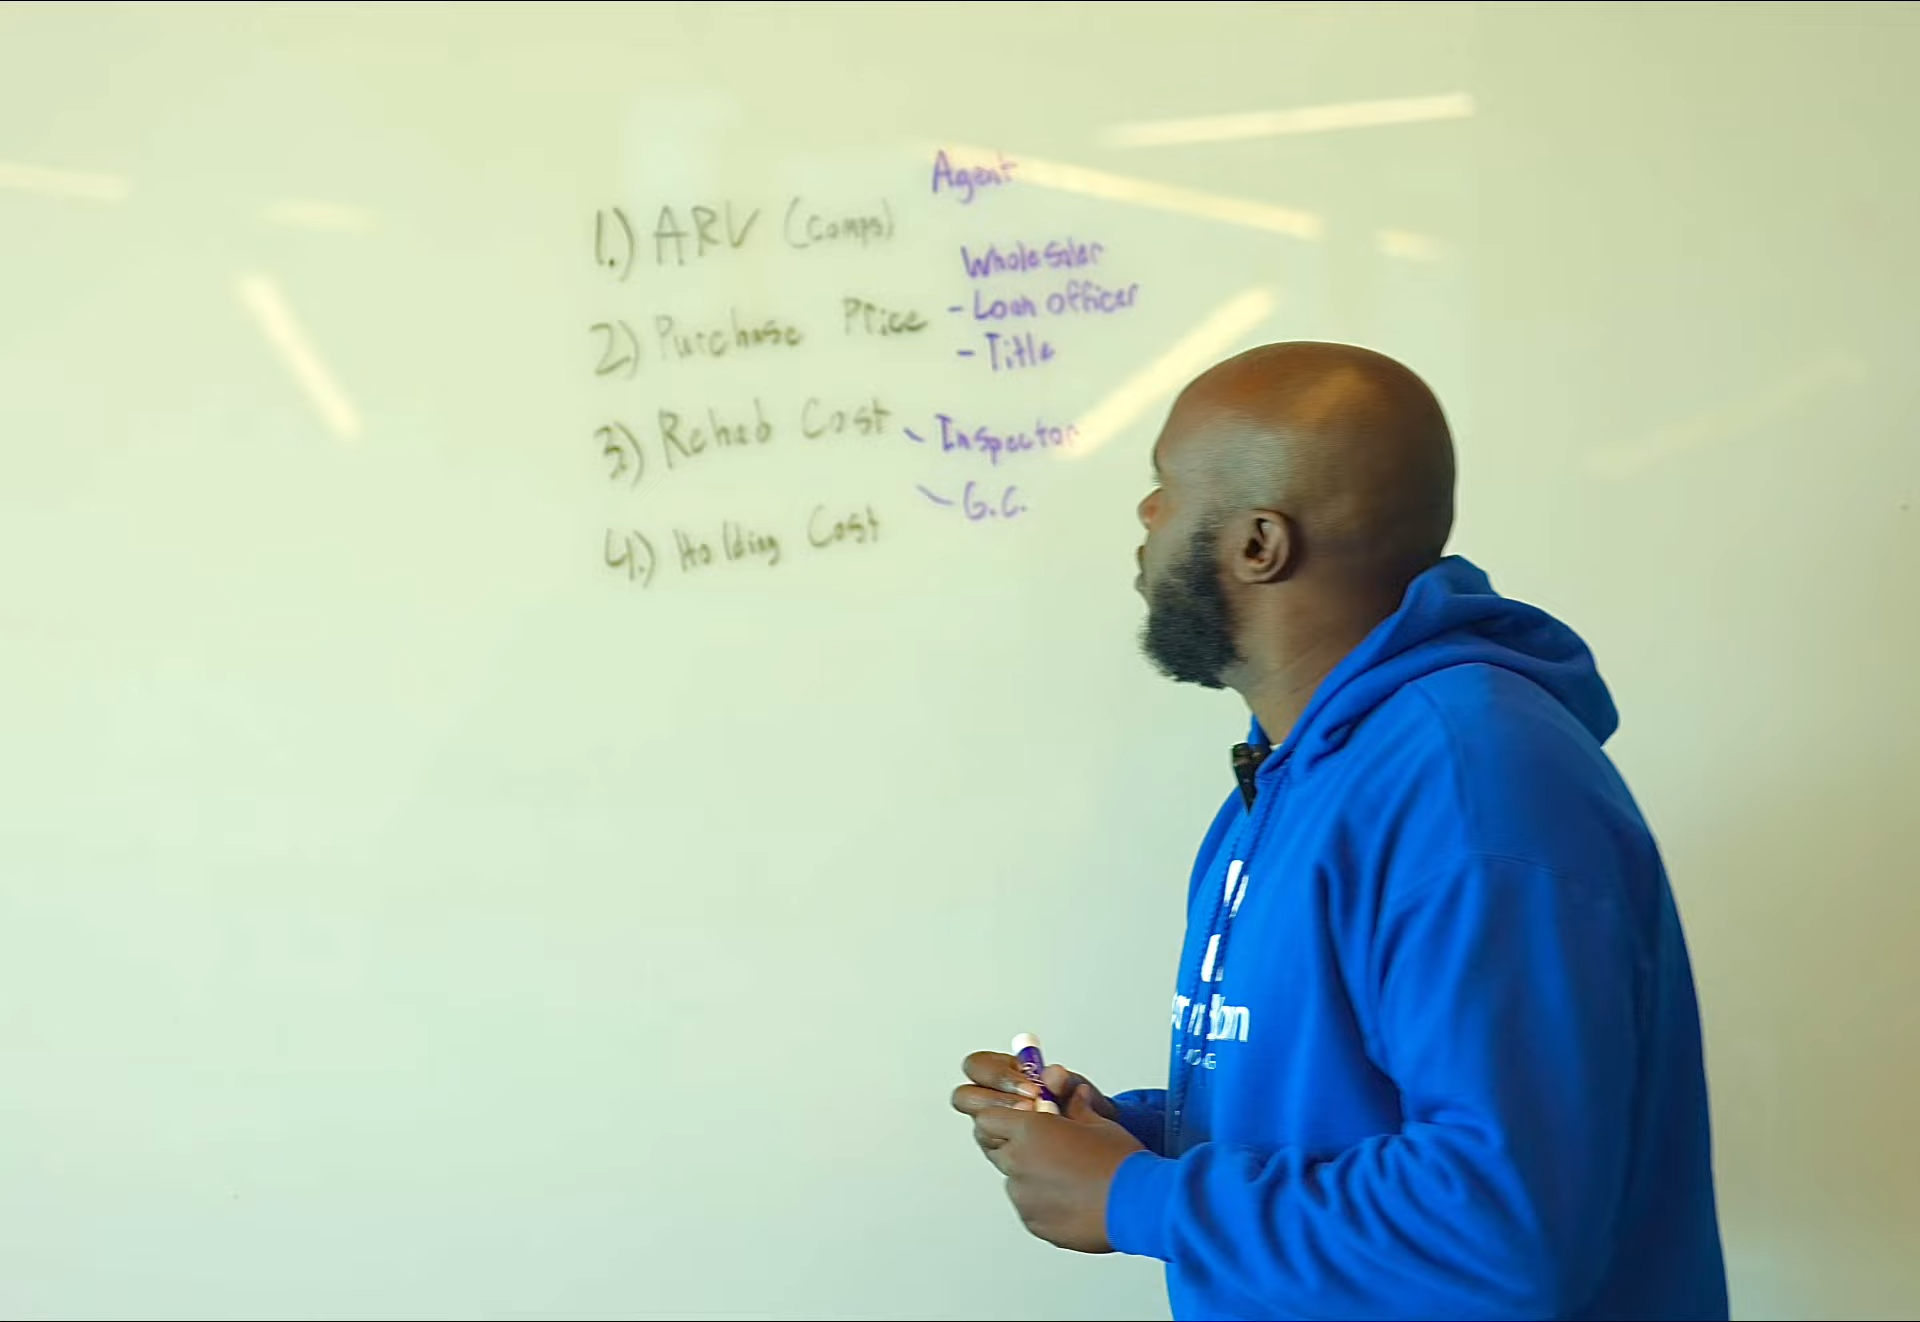 Agent
1.) ARV (comps)
Wholesaler
- Loan officer
2) Purchase Price
- Title
3.) Rehab Cost - Inspector
- G.C.
4.) Holding Cost